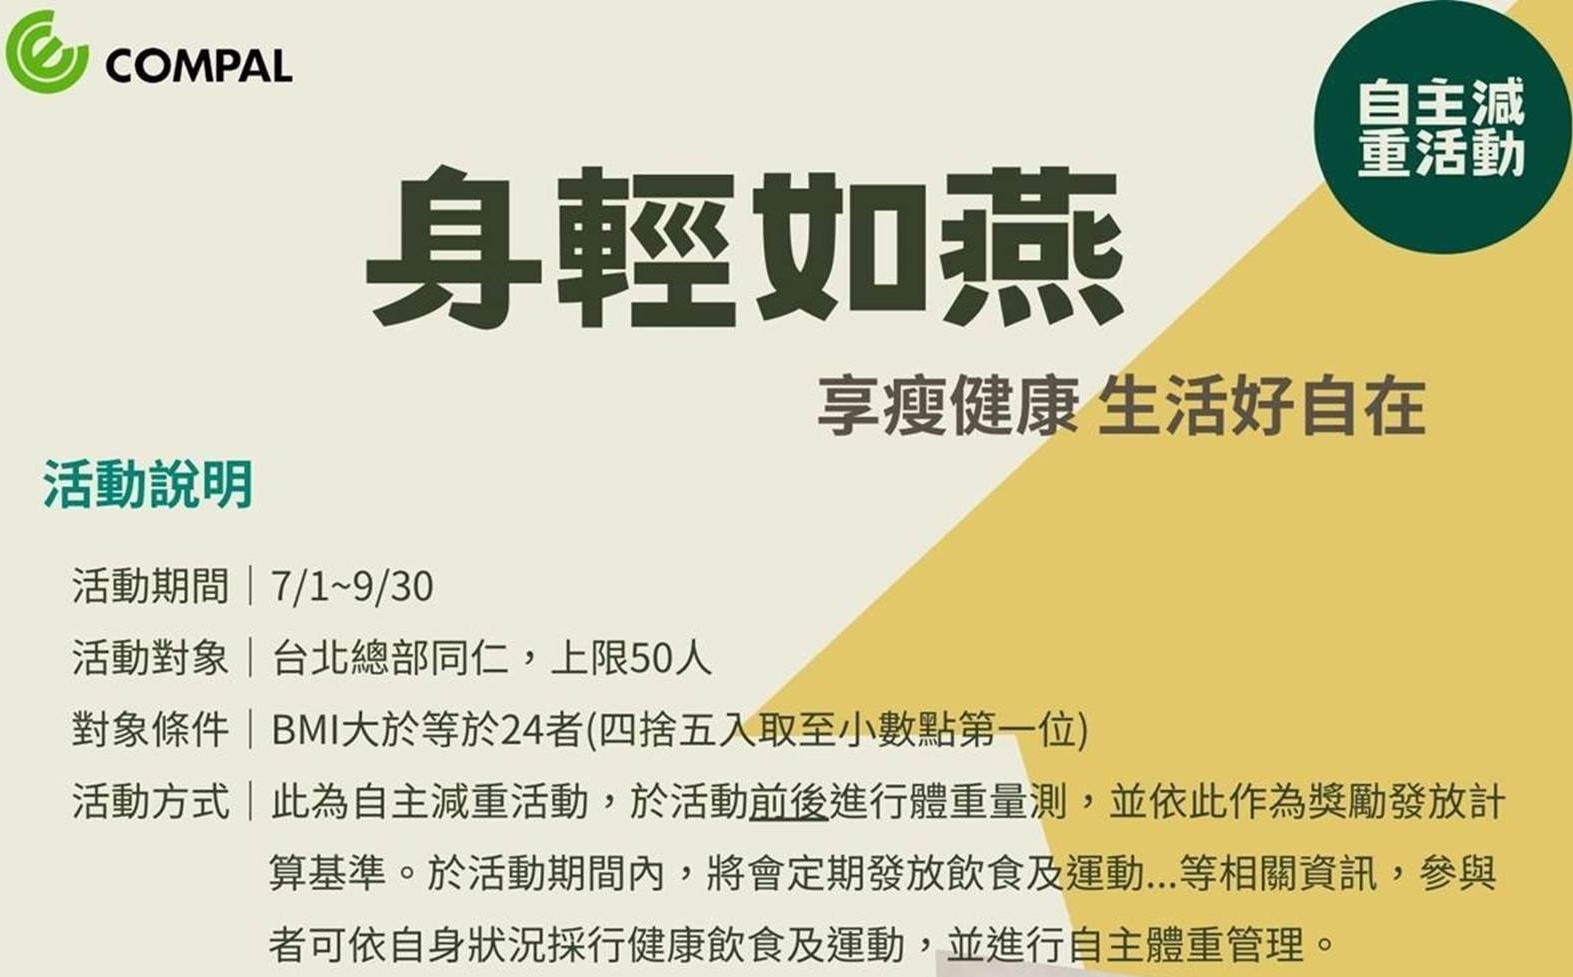 COMPAL
自主減
重活動
身輕如燕
享瘦健康 生活好自在
活動說明
活動期間｜7/1~9/30
活動對象｜台北總部同仁，上限50人
對象條件｜BMI大於等於24者(四捨五入取至小數點第一位)
活動方式｜此為自主減重活動，於活動前後進行體重量測，並依此作為獎勵發放計
算基準。於活動期間內，將會定期發放飲食及運動...等相關資訊，參與
者可依自身狀況採行健康飲食及運動，並進行自主體重管理。